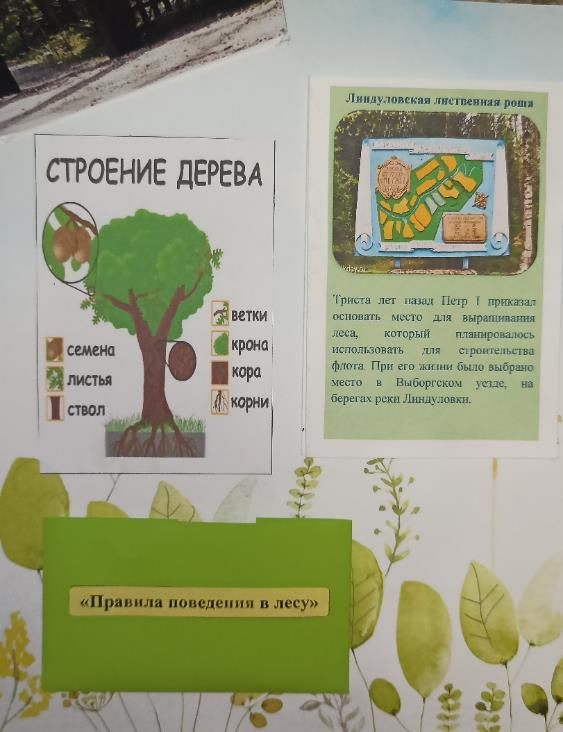 СТРОЕНИЕ ДЕРЕВА
семена
листья
ствол
ветки
крона
кора
корни
Линдуловская лиственная роща
Триста лет назад Петр I приказал
основать место для выращивания
леса, который планировалось
использовать для строительства
флота. При его жизни было выбрано
место в Выборгском уезде, на
берегах реки Линдуловки.
«Правила поведения в лесу»